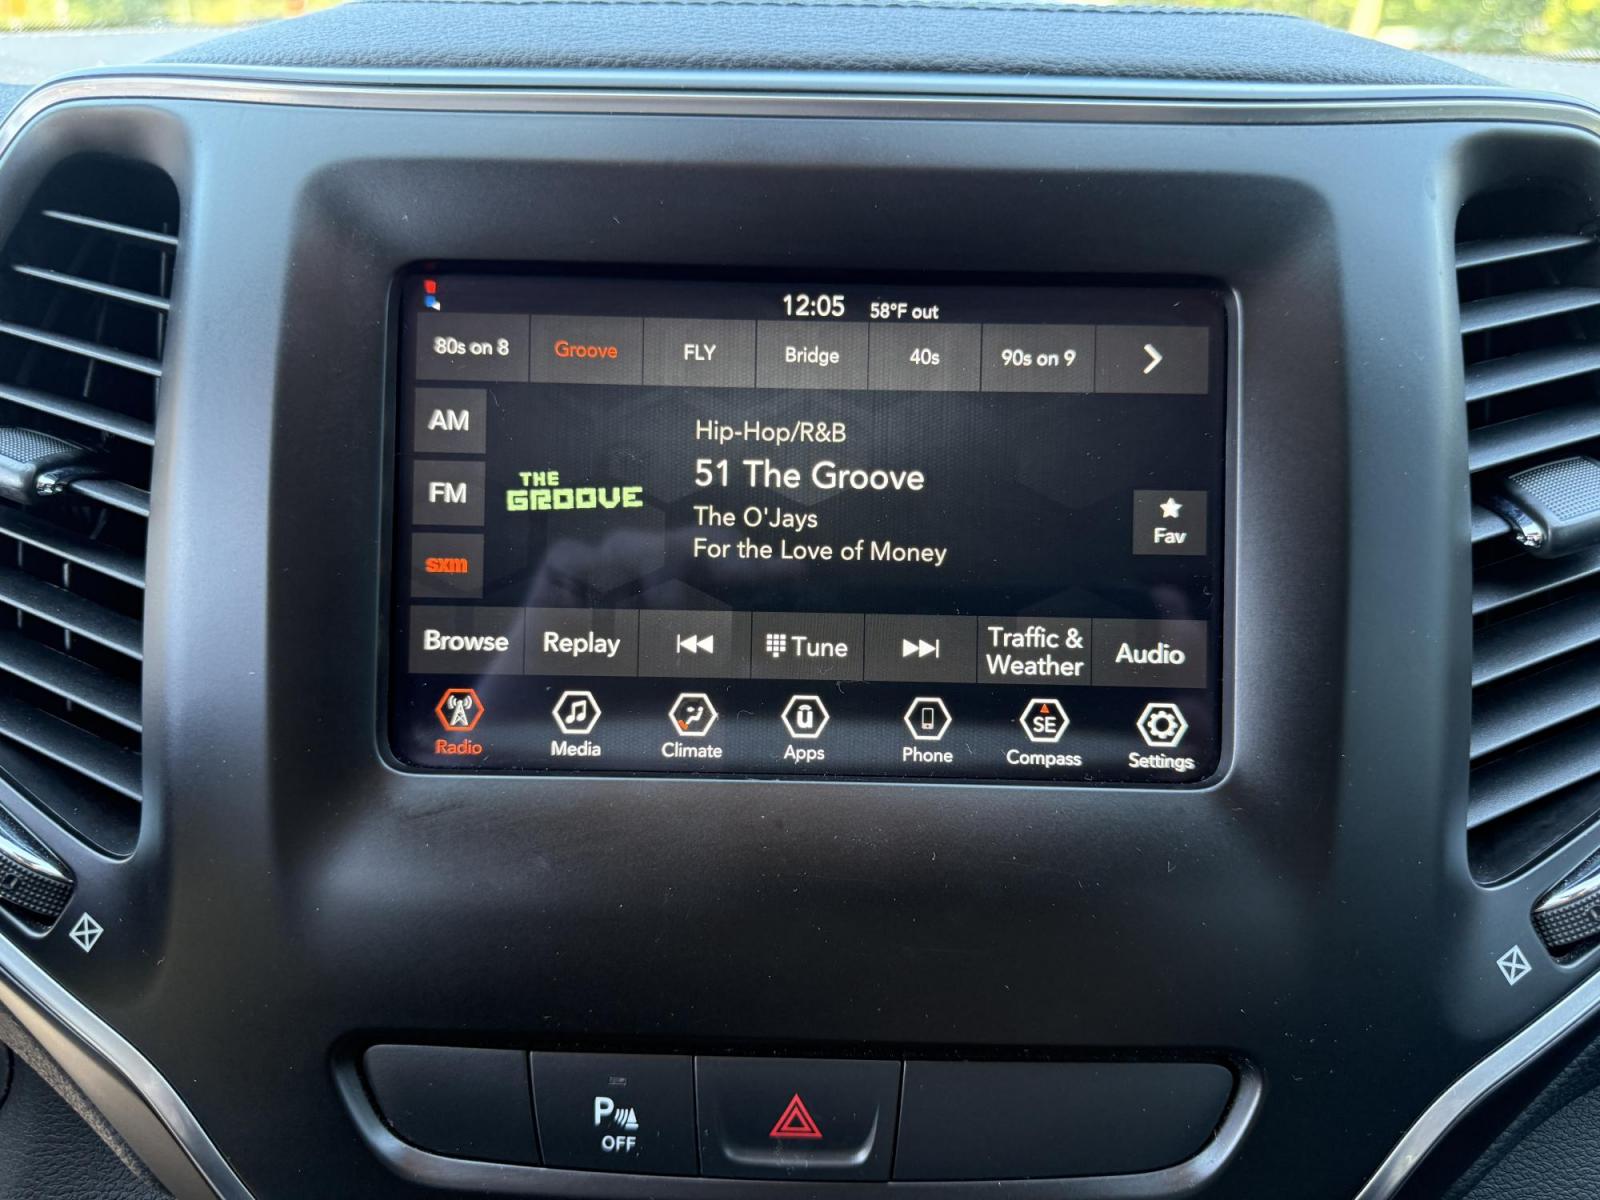 12:05 58°F out
80s on 8 Groove FLY Bridge 40s 90s on 9
AM
FM
sxm
THE
GROOVE
Hip-Hop/R&B
51 The Groove
The O'Jays
For the Love of Money
Fav
Browse Replay Tune Traffic & Weather Audio
Radio Media Climate ū Apps Phone SE Compass Settings
P
OFF